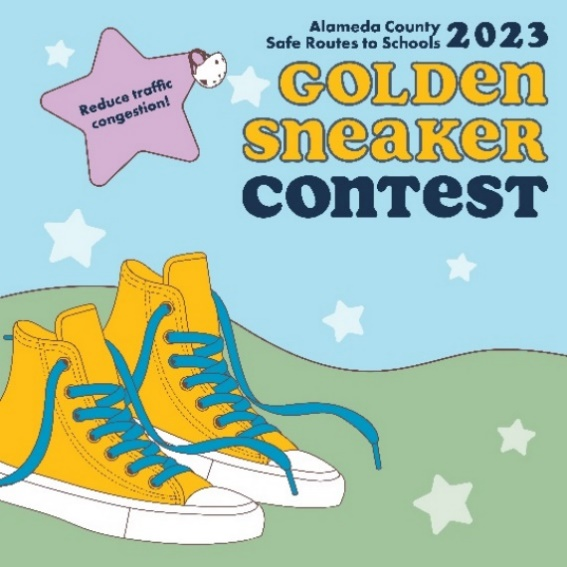 Alameda County
Safe Routes to Schools 2023
GOLDEN
SNEAKER
CONTEST
Reduce traffic
congestion!